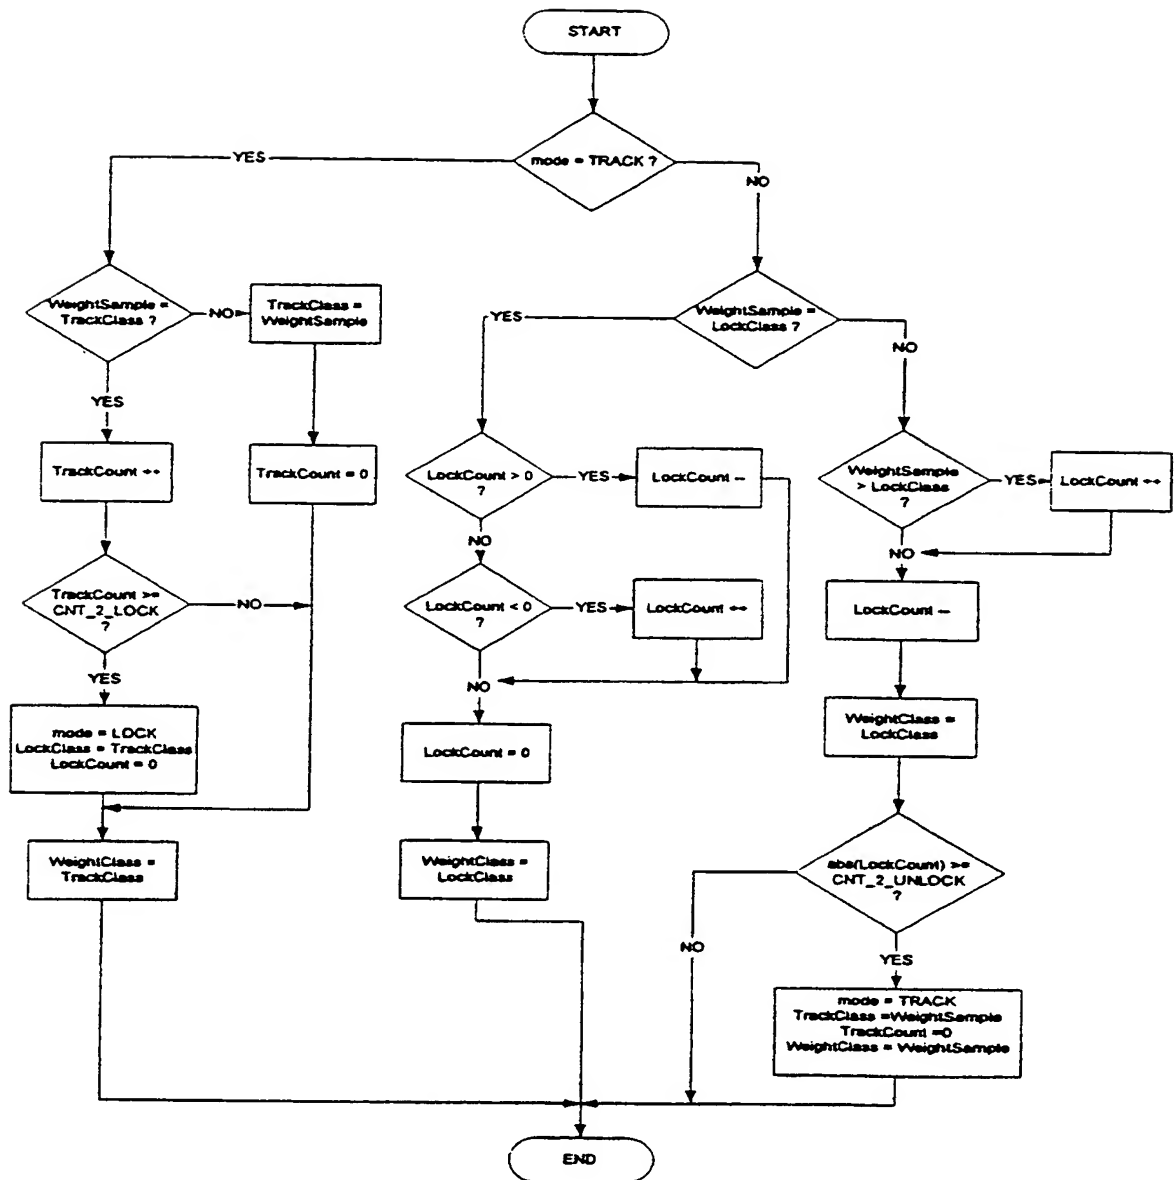 START
mode = TRACK ?
YES
NO
WeightSample =
TrackClass ?
NO
TrackClass =
WeightSample
YES
WeightSample =
LockClass ?
NO
YES
TrackCount ++
TrackCount = 0
LockCount > 0
?
YES
LockCount --
WeightSample
> LockClass
?
YES
LockCount ++
NO
NO
TrackCount >=
CNT_2_LOCK
?
NO
LockCount < 0
?
YES
LockCount ++
LockCount --
YES
NO
mode = LOCK
LockClass = TrackClass
LockCount = 0
LockCount = 0
WeightClass =
LockClass
WeightClass =
TrackClass
WeightClass =
LockClass
abs(LockCount) >=
CNT_2_UNLOCK
?
NO
YES
mode = TRACK
TrackClass =WeightSample
TrackCount =0
WeightClass = WeightSample
END